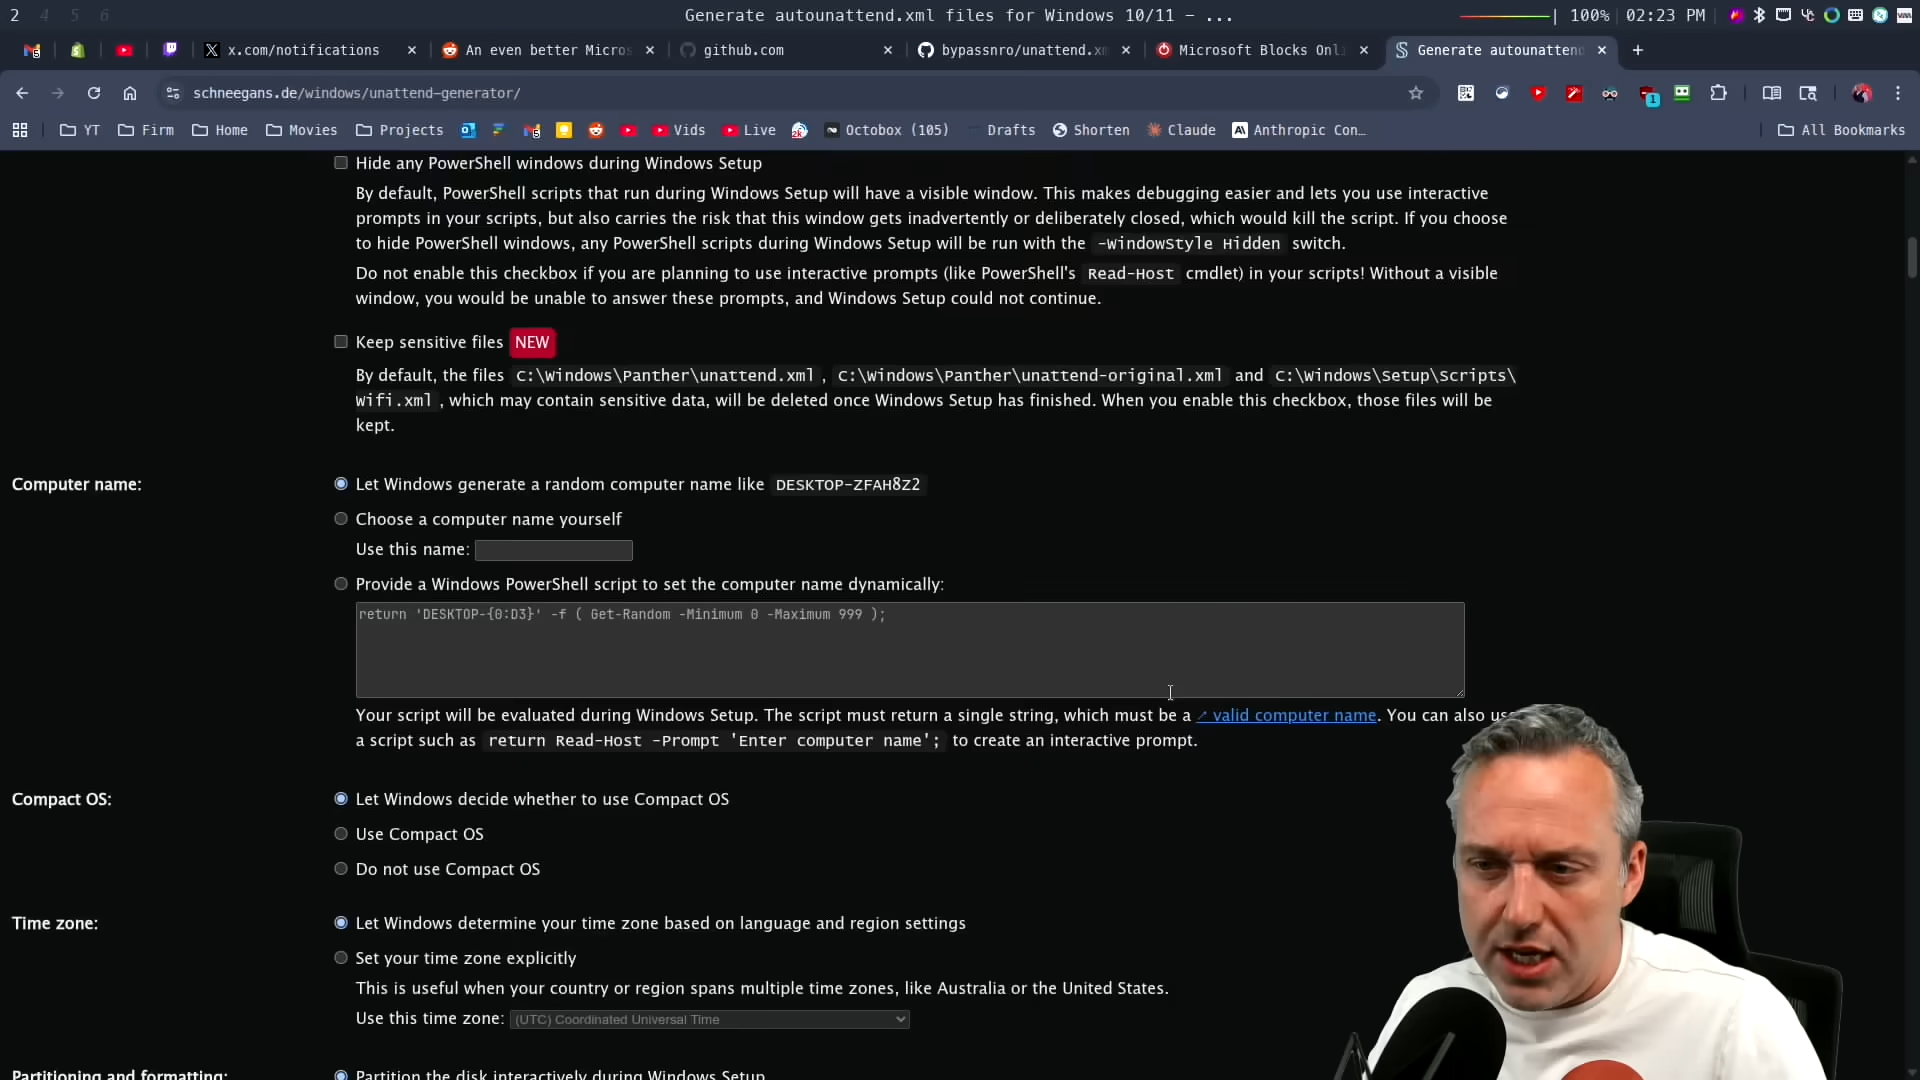 2 4 5 6
Generate autounattend.xml files for Windows 10/11 – ...
100% 02:23 PM
x.com/notifications
An even better Micros
github.com
bypassnro/unattend.xm
Microsoft Blocks Onli
Generate autounattend
schneegans.de/windows/unattend-generator/
YT Firm Home Movies Projects Vids Live Octobox (105) Drafts Shorten Claude Anthropic Con... All Bookmarks
Hide any PowerShell windows during Windows Setup
By default, PowerShell scripts that run during Windows Setup will have a visible window. This makes debugging easier and lets you use interactive
prompts in your scripts, but also carries the risk that this window gets inadvertently or deliberately closed, which would kill the script. If you choose
to hide PowerShell windows, any PowerShell scripts during Windows Setup will be run with the -WindowStyle Hidden switch.
Do not enable this checkbox if you are planning to use interactive prompts (like PowerShell's Read-Host cmdlet) in your scripts! Without a visible
window, you would be unable to answer these prompts, and Windows Setup could not continue.
Keep sensitive files NEW
By default, the files C:\Windows\Panther\unattend.xml, C:\Windows\Panther\unattend-original.xml and C:\Windows\Setup\Scripts\
Wifi.xml, which may contain sensitive data, will be deleted once Windows Setup has finished. When you enable this checkbox, those files will be
kept.
Computer name:
Let Windows generate a random computer name like DESKTOP-ZFAH8Z2
Choose a computer name yourself
Use this name:
Provide a Windows PowerShell script to set the computer name dynamically:
return 'DESKTOP-{0:D3}' -f ( Get-Random -Minimum 0 -Maximum 999 );
Your script will be evaluated during Windows Setup. The script must return a single string, which must be a ↗ valid computer name. You can also use
a script such as return Read-Host -Prompt 'Enter computer name'; to create an interactive prompt.
Compact OS:
Let Windows decide whether to use Compact OS
Use Compact OS
Do not use Compact OS
Time zone:
Let Windows determine your time zone based on language and region settings
Set your time zone explicitly
This is useful when your country or region spans multiple time zones, like Australia or the United States.
Use this time zone: (UTC) Coordinated Universal Time
Partitioning and formatting:
Partition the disk interactively during Windows Setup